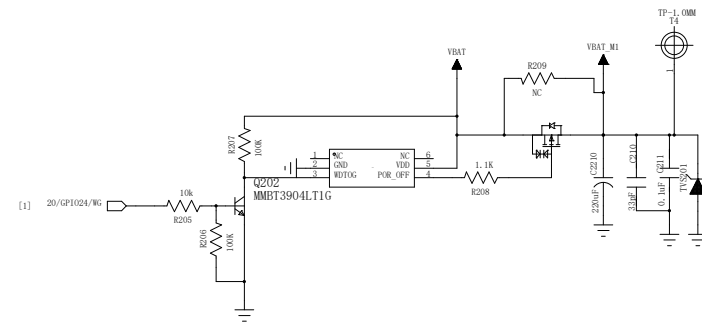 TP-1.0MM
T4
1
VBAT
VBAT_M1
R209
NC
R207
100K
1
NC
NC
6
2
GND
VDD
5
3
WDTOG
POR_OFF
4
1.1K
R208
Q202
MMBT3904LT1G
[1]
20/GPIO24/WG
10k
R205
R206
100K
C2210
220uF
C210
33pF
C211
0.1uF
TVS201